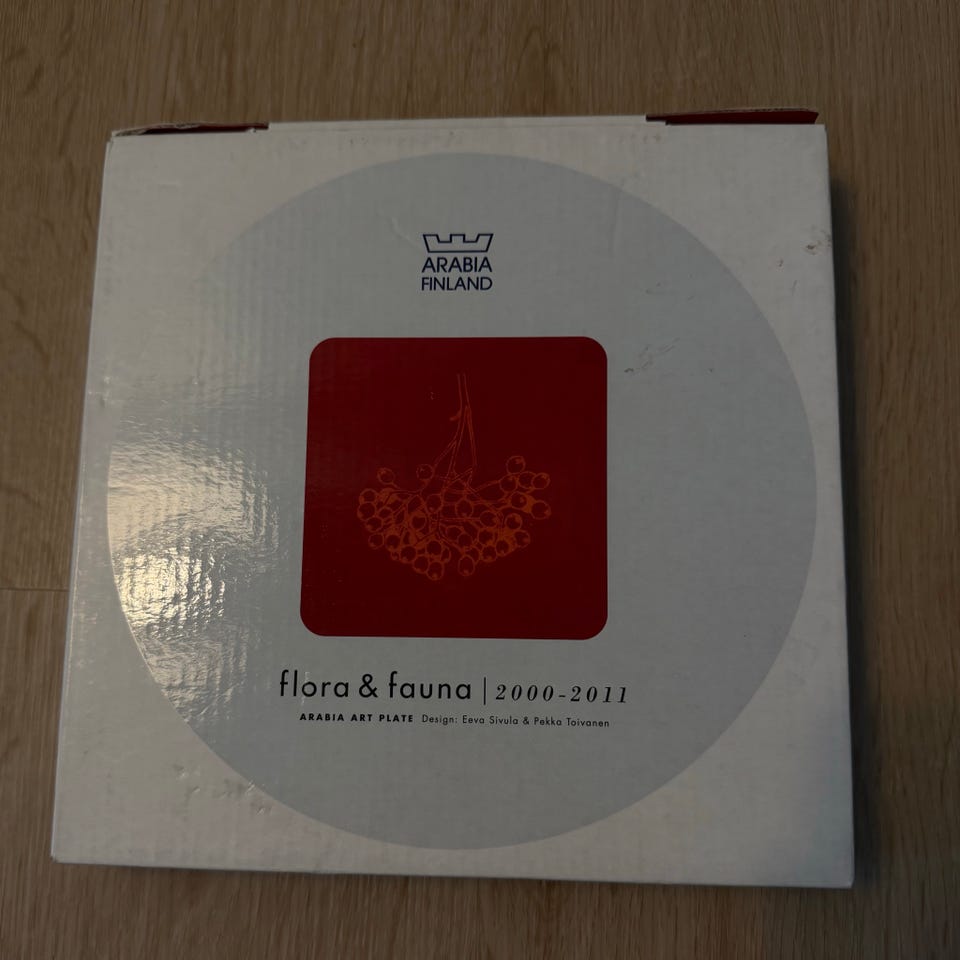 ARABIA
FINLAND
flora & fauna | 2000-2011
ARABIA ART PLATE Design: Eeva Sivula & Pekka Toivanen